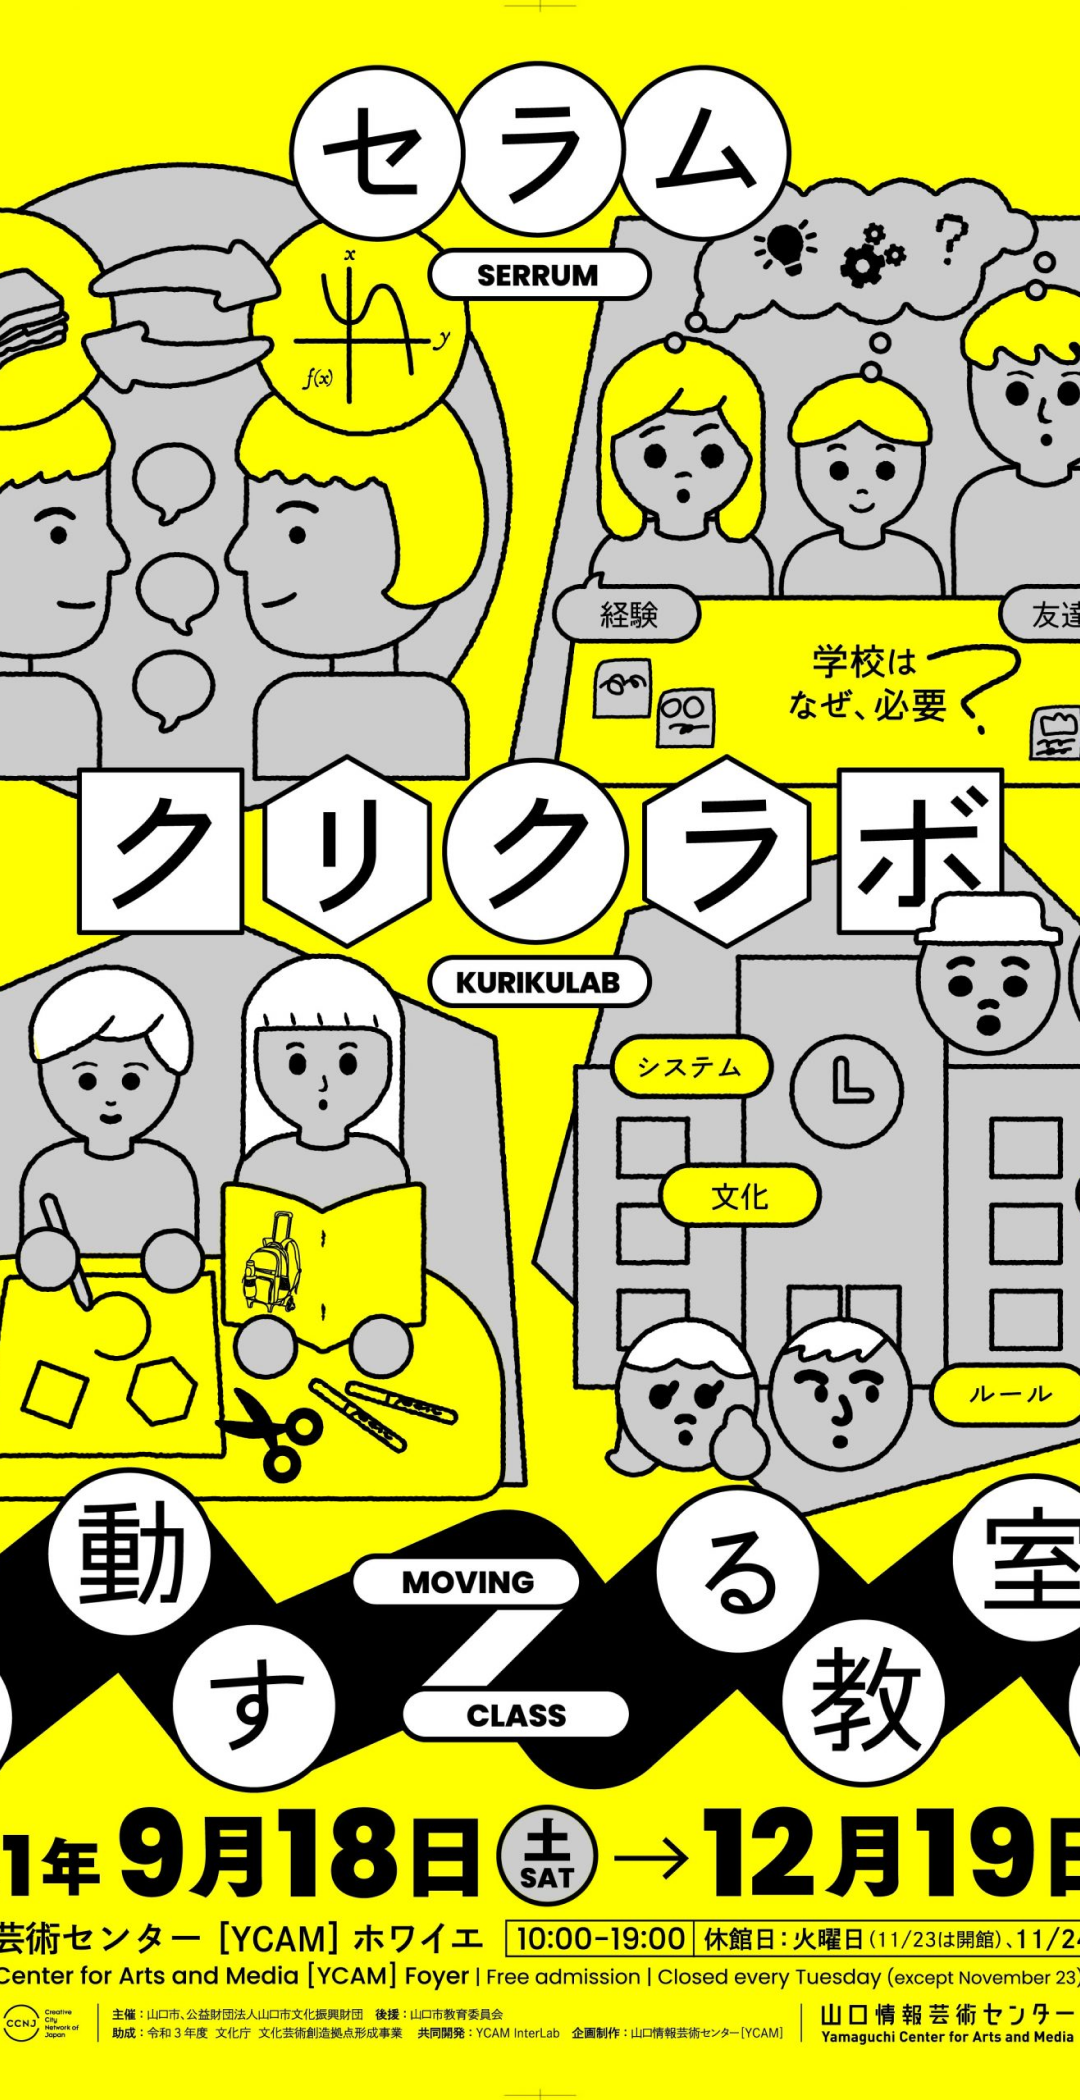 セラム
SERRUM
x
y
f(x)
?
経験
友達
学校は
なぜ、必要?
クリクラボ
KURIKULAB
システム
文化
ルール
動する教室
MOVING
CLASS
1年 9月18日 土 SAT → 12月19日
芸術センター [YCAM] ホワイエ 10:00-19:00 休館日:火曜日(11/23は開館)、11/24
Center for Arts and Media [YCAM] Foyer | Free admission | Closed every Tuesday (except November 23)
CCNJ Creative City Network of Japan
主催:山口市、公益財団法人山口市文化振興財団 後援:山口市教育委員会
助成:令和3年度 文化庁 文化芸術創造拠点形成事業 共同開発:YCAM InterLab 企画制作:山口情報芸術センター[YCAM]
山口情報芸術センター
Yamaguchi Center for Arts and Media